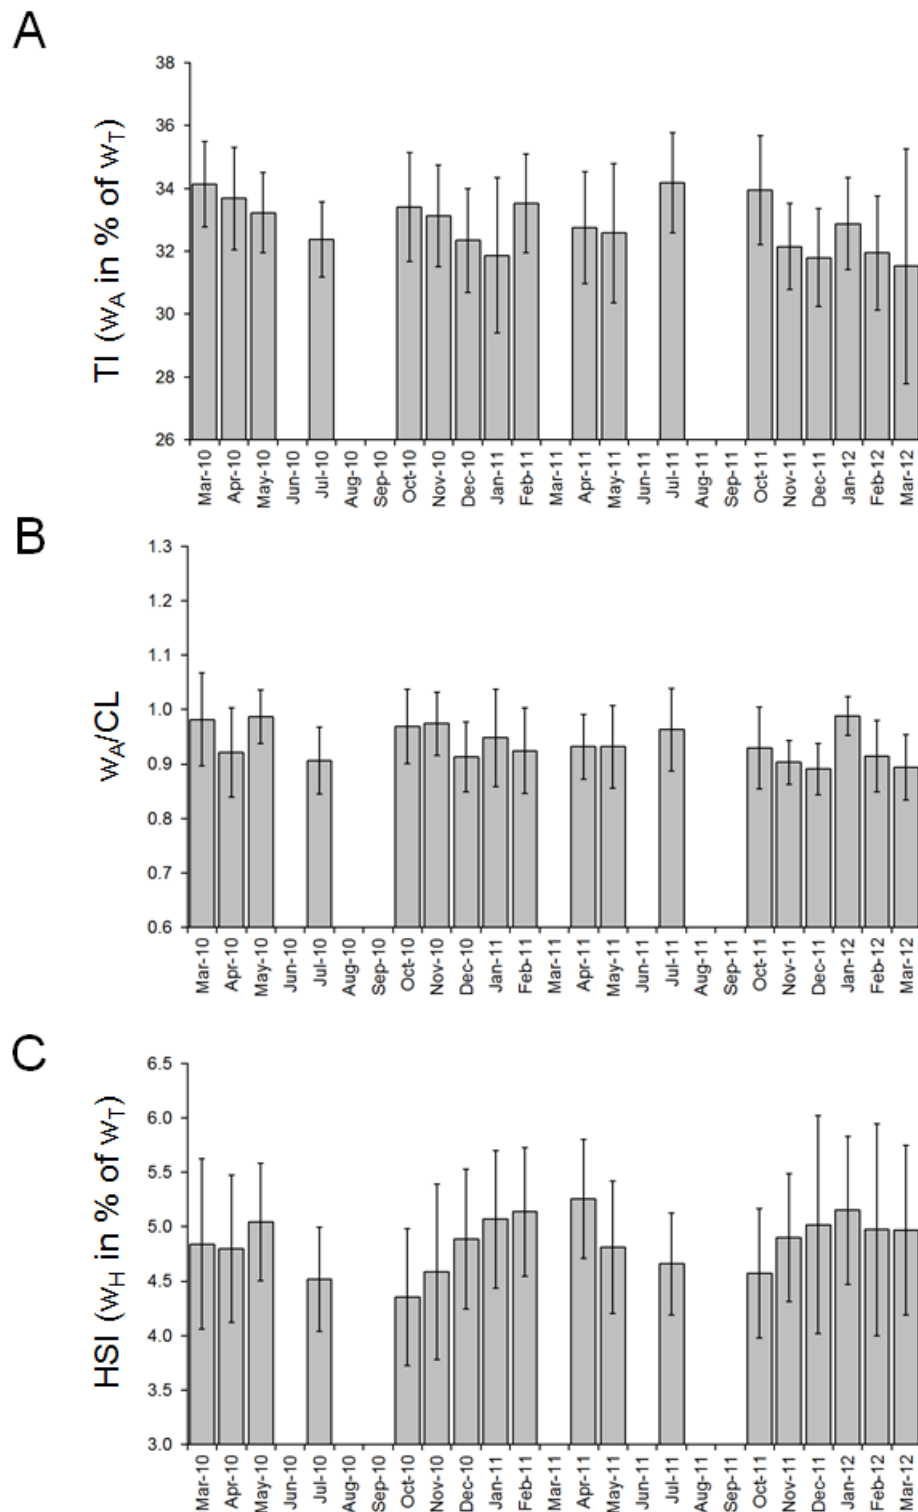 A
TI (wA in % of wT)
38
36
34
32
30
28
26
Mar-10
Apr-10
May-10
Jun-10
Jul-10
Aug-10
Sep-10
Oct-10
Nov-10
Dec-10
Jan-11
Feb-11
Mar-11
Apr-11
May-11
Jun-11
Jul-11
Aug-11
Sep-11
Oct-11
Nov-11
Dec-11
Jan-12
Feb-12
Mar-12
B
wA/CL
1.3
1.2
1.1
1.0
0.9
0.8
0.7
0.6
Mar-10
Apr-10
May-10
Jun-10
Jul-10
Aug-10
Sep-10
Oct-10
Nov-10
Dec-10
Jan-11
Feb-11
Mar-11
Apr-11
May-11
Jun-11
Jul-11
Aug-11
Sep-11
Oct-11
Nov-11
Dec-11
Jan-12
Feb-12
Mar-12
C
HSI (wH in % of wT)
6.5
6.0
5.5
5.0
4.5
4.0
3.5
3.0
Mar-10
Apr-10
May-10
Jun-10
Jul-10
Aug-10
Sep-10
Oct-10
Nov-10
Dec-10
Jan-11
Feb-11
Mar-11
Apr-11
May-11
Jun-11
Jul-11
Aug-11
Sep-11
Oct-11
Nov-11
Dec-11
Jan-12
Feb-12
Mar-12